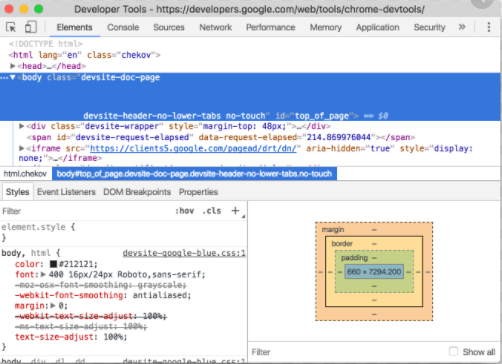 Developer Tools - https://developers.google.com/web/tools/chrome-devtools/
Elements Console Sources Network Performance Memory Application Security
<!DOCTYPE html>
<html lang="en" class="chekov">
▶<head>…</head>
…▼<body class="devsite-doc-page
devsite-header-no-lower-tabs no-touch" id="top_of_page"> == $0
▶<div class="devsite-wrapper" style="margin-top: 48px;">…</div>
<span id="devsite-request-elapsed" data-request-elapsed="214.869976044"></span>
▶<iframe src="https://clients5.google.com/pagead/drt/dn/" aria-hidden="true" style="display:
none;">…</iframe>
html.chekov body#top_of_page.devsite-doc-page.devsite-header-no-lower-tabs.no-touch
Styles Event Listeners DOM Breakpoints Properties
Filter :hov .cls +
element.style {
}
body, html { devsite-google-blue.css:1
color: #212121;
font: ▶ 400 16px/24px Roboto,sans-serif;
-moz-osx-font-smoothing: grayscale;
-webkit-font-smoothing: antialiased;
margin: ▶ 0;
-webkit-text-size-adjust: 100%;
-ms-text-size-adjust: 100%;
text-size-adjust: 100%;
}
body, div, dl, dd, devsite-google-blue.css:1
margin –
border –
padding –
– – – 660 × 7294.200 – – –
–
–
–
Filter Show all